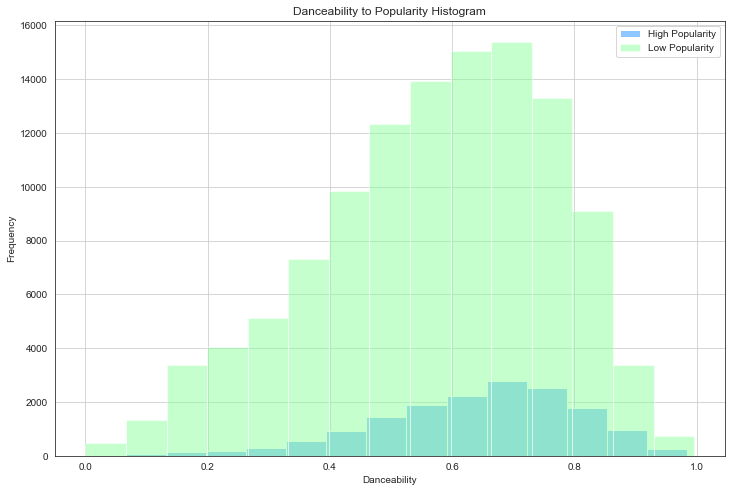 Danceability to Popularity Histogram
High Popularity
Low Popularity
16000
14000
12000
10000
8000
6000
4000
2000
0
Frequency
0.0 0.2 0.4 0.6 0.8 1.0
Danceability